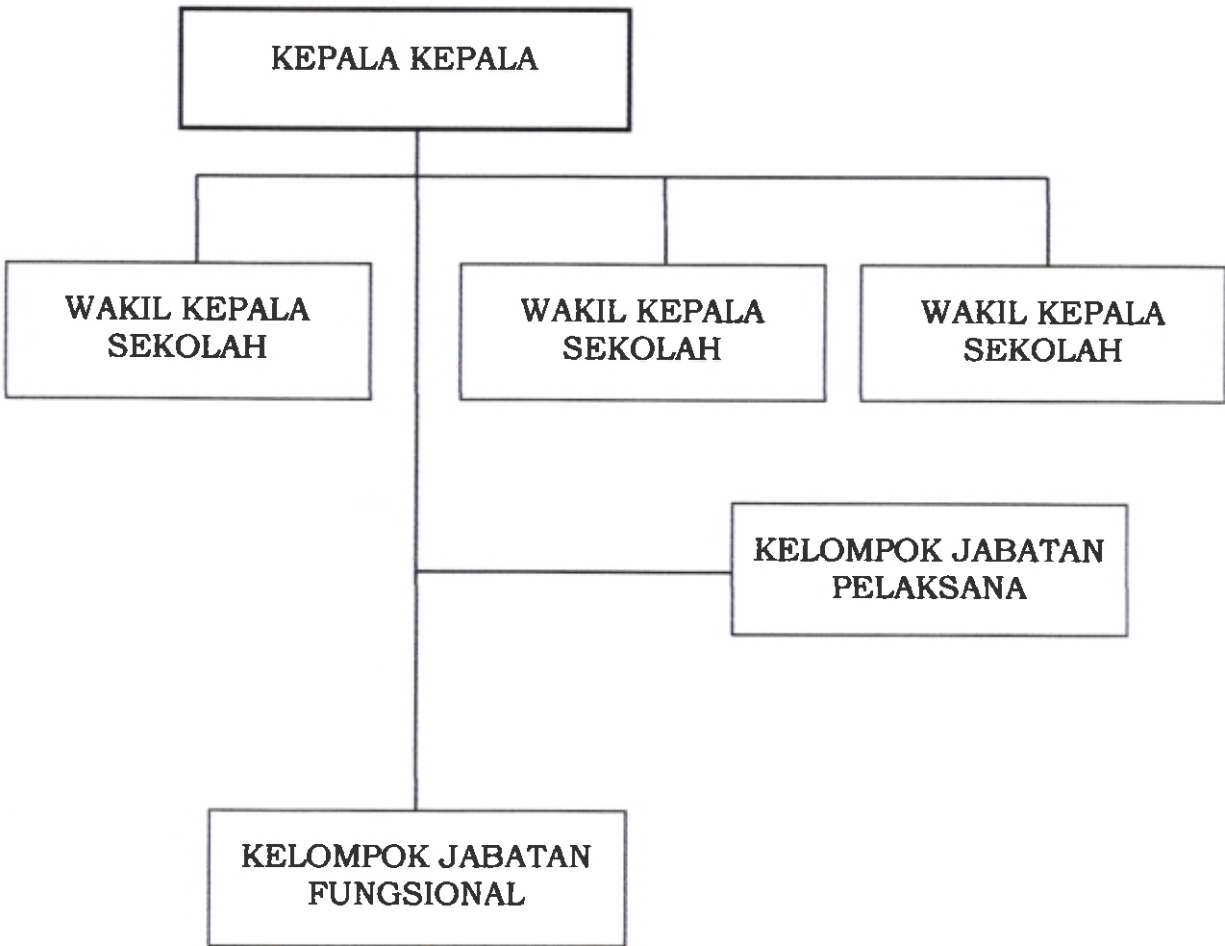 KEPALA KEPALA
WAKIL KEPALA
SEKOLAH
WAKIL KEPALA
SEKOLAH
WAKIL KEPALA
SEKOLAH
KELOMPOK JABATAN
PELAKSANA
KELOMPOK JABATAN
FUNGSIONAL